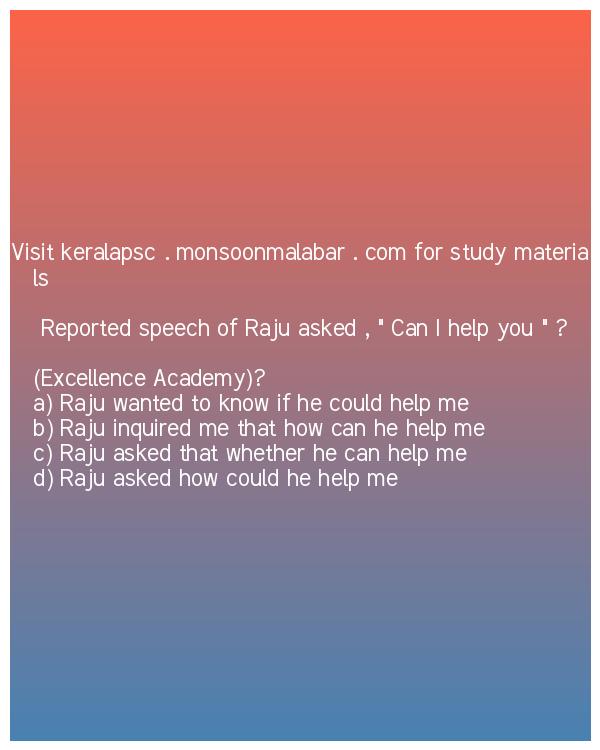 Visit keralapsc . monsoonmalabar . com for study materia
ls
Reported speech of Raju asked , " Can I help you " ?
(Excellence Academy)?
a) Raju wanted to know if he could help me
b) Raju inquired me that how can he help me
c) Raju asked that whether he can help me
d) Raju asked how could he help me